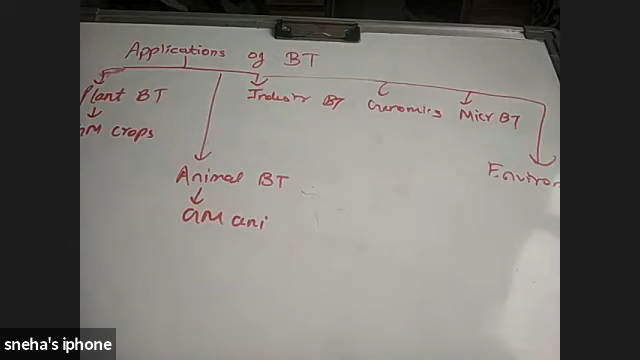 Applications of BT
Plant BT
GM crops
Animal BT
GM ani
Industr BT
Genomics
Micr BT
Environ
sneha's iphone